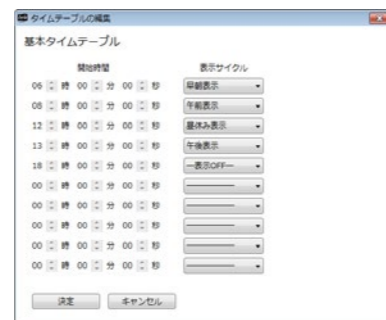 タイムテーブルの編集
基本タイムテーブル
開始時間 表示サイクル
06 時 00 分 00 秒 早朝表示
08 時 00 分 00 秒 午前表示
12 時 00 分 00 秒 昼休み表示
13 時 00 分 00 秒 午後表示
18 時 00 分 00 秒 —表示OFF—
00 時 00 分 00 秒 ————
00 時 00 分 00 秒 ————
00 時 00 分 00 秒 ————
00 時 00 分 00 秒 ————
00 時 00 分 00 秒 ————
決定 キャンセル